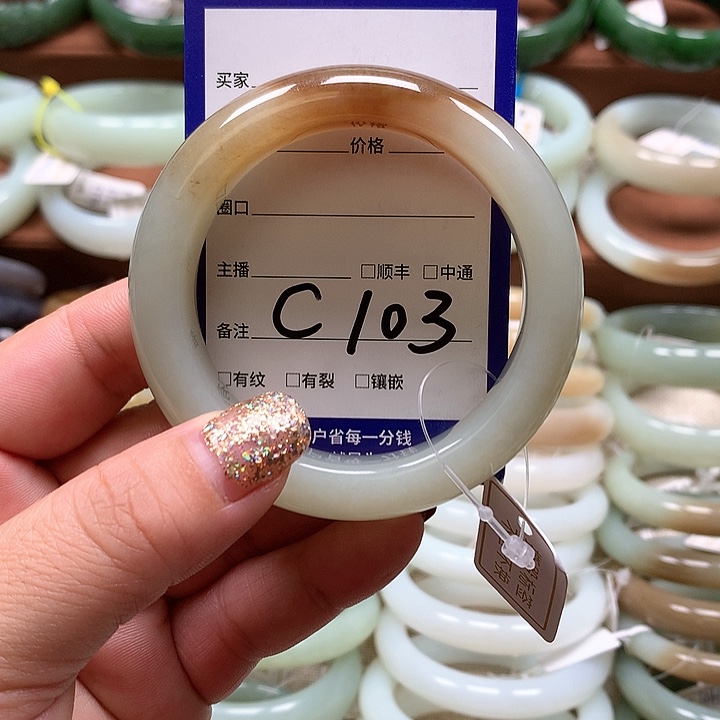 买家
价格
圈口
主播 □顺丰 □中通
备注 C103
□有纹 □有裂 □镶嵌
户省每一分钱